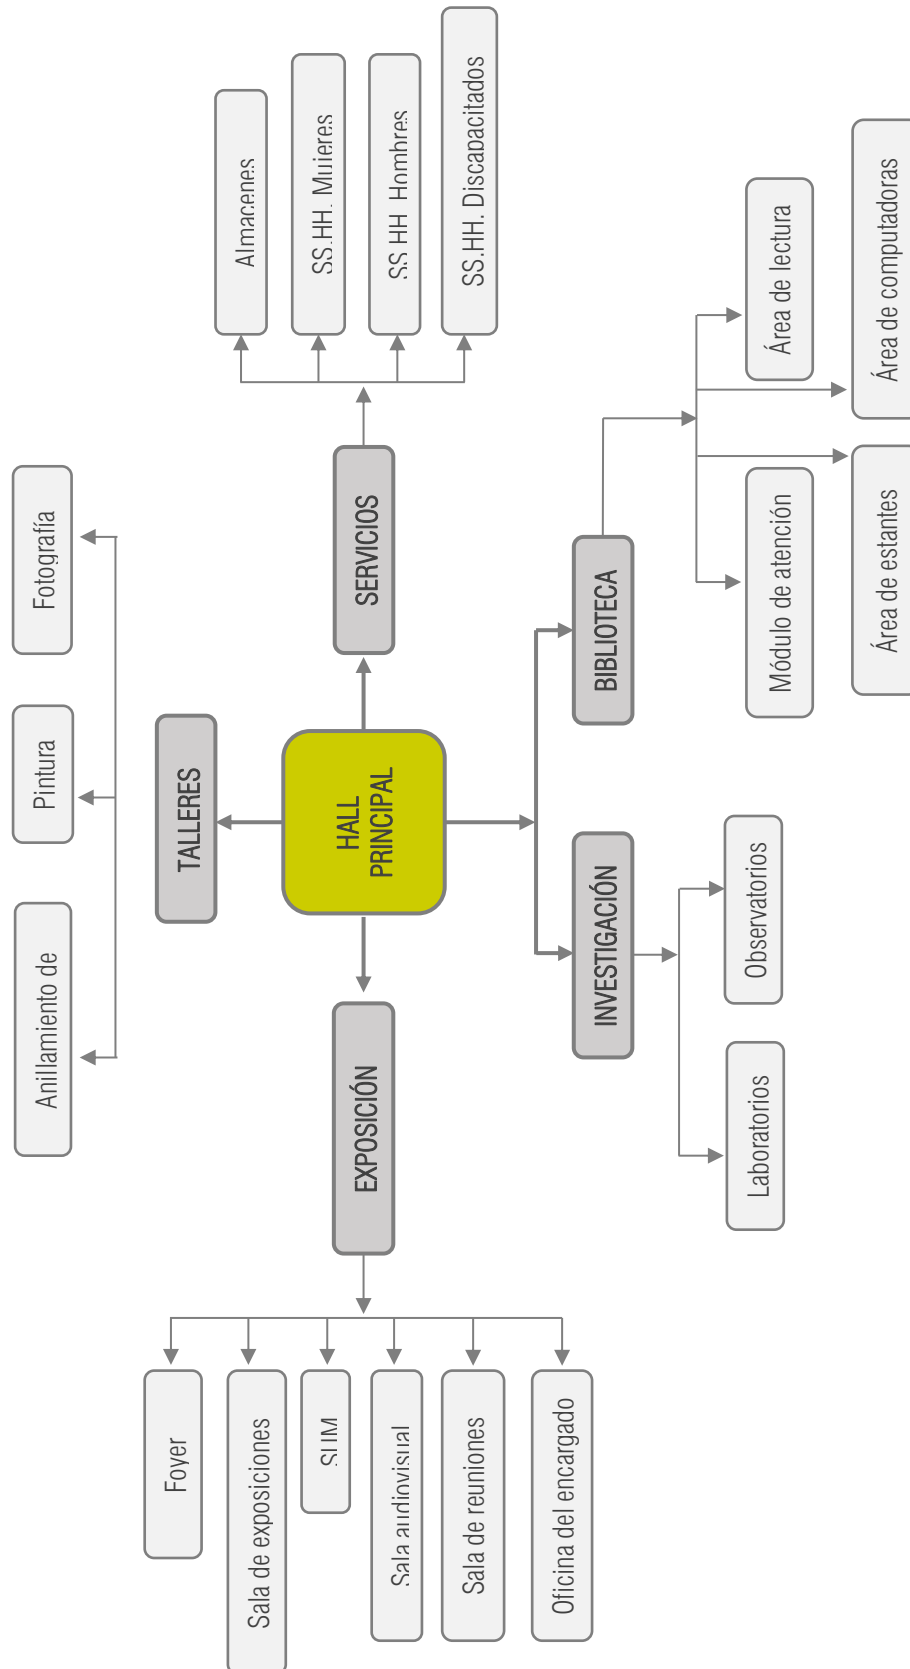 Anillamiento de
Pintura
Fotografía
TALLERES
HALL
PRINCIPAL
EXPOSICIÓN
Foyer
Sala de exposiciones
SUM
Sala audiovisual
Sala de reuniones
Oficina del encargado
SERVICIOS
Almacenes
SS.HH. Mujeres
SS.HH. Hombres
SS.HH. Discapacitados
INVESTIGACIÓN
Laboratorios
Observatorios
BIBLIOTECA
Módulo de atención
Área de lectura
Área de estantes
Área de computadoras